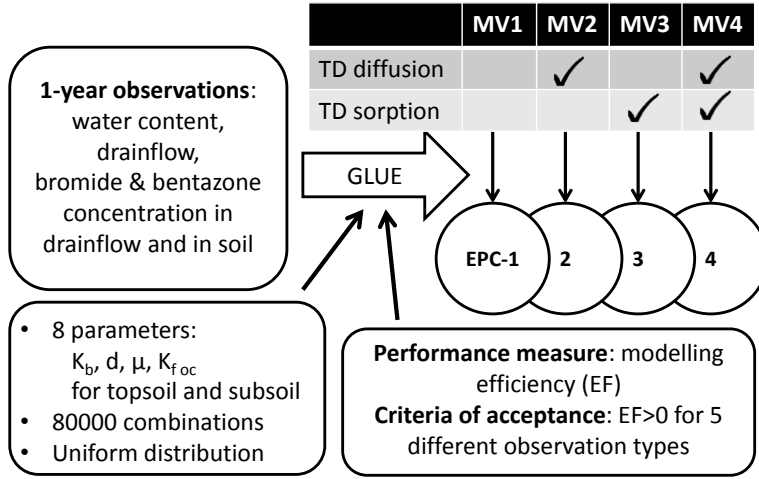 MV1 MV2 MV3 MV4
TD diffusion ✓ ✓
TD sorption ✓ ✓
1-year observations:
water content,
drainflow,
bromide & bentazone
concentration in
drainflow and in soil
GLUE
EPC-1 2 3 4
• 8 parameters:
Kb, d, μ, Kf oc
for topsoil and subsoil
• 80000 combinations
• Uniform distribution
Performance measure: modelling
efficiency (EF)
Criteria of acceptance: EF>0 for 5
different observation types